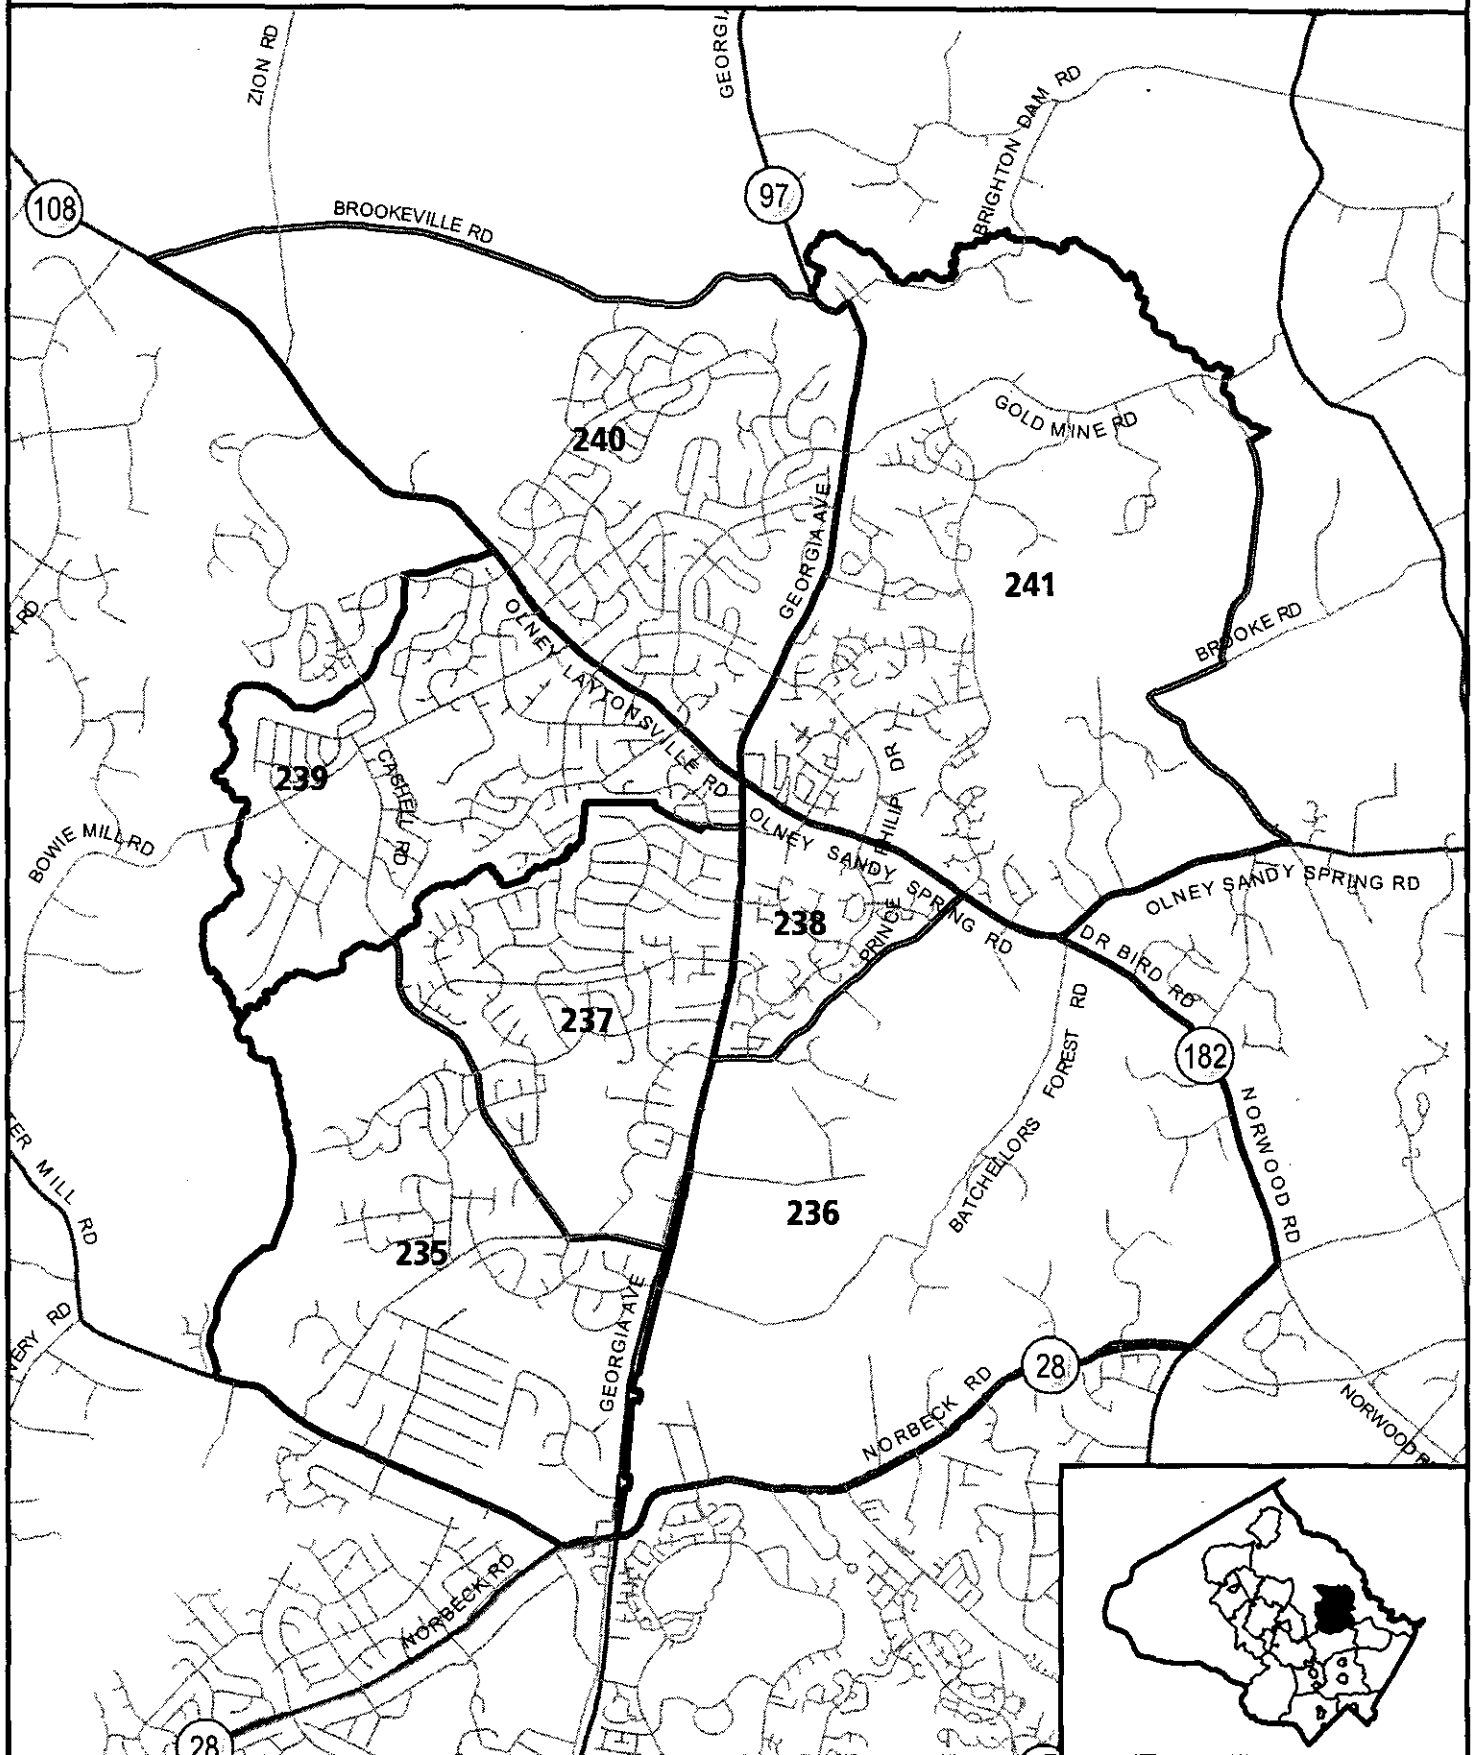 ZION RD
GEORGI
BRIGHTON DAM RD
108
97
BROOKEVILLE RD
240
GOLD MINE RD
GEORGIA AVE
241
BROOKE RD
OLNEY LAYTONSVILLE RD
239
CASHELL RD
BOWIE MILL RD
PRINCE PHILIP DR
OLNEY SANDY SPRING RD
OLNEY SANDY SPRING RD
238
DR BIRD RD
237
182
BATCHELLORS FOREST RD
NORWOOD RD
ER MILL RD
236
235
GEORGIA AVE
VERY RD
28
NORBECK RD
NORWOOD R
NORBECK RD
28